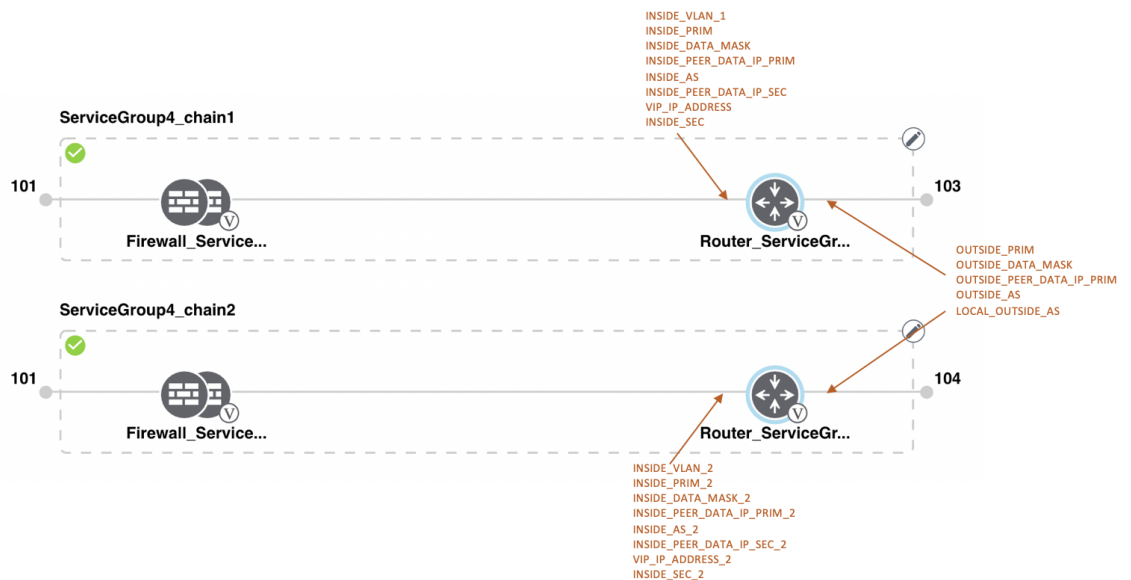 INSIDE_VLAN_1
INSIDE_PRIM
INSIDE_DATA_MASK
INSIDE_PEER_DATA_IP_PRIM
INSIDE_AS
INSIDE_PEER_DATA_IP_SEC
VIP_IP_ADDRESS
INSIDE_SEC
ServiceGroup4_chain1
101
103
V
V
Firewall_Service...
Router_ServiceGr...
OUTSIDE_PRIM
OUTSIDE_DATA_MASK
OUTSIDE_PEER_DATA_IP_PRIM
OUTSIDE_AS
LOCAL_OUTSIDE_AS
ServiceGroup4_chain2
101
104
V
V
Firewall_Service...
Router_ServiceGr...
INSIDE_VLAN_2
INSIDE_PRIM_2
INSIDE_DATA_MASK_2
INSIDE_PEER_DATA_IP_PRIM_2
INSIDE_AS_2
INSIDE_PEER_DATA_IP_SEC_2
VIP_IP_ADDRESS_2
INSIDE_SEC_2